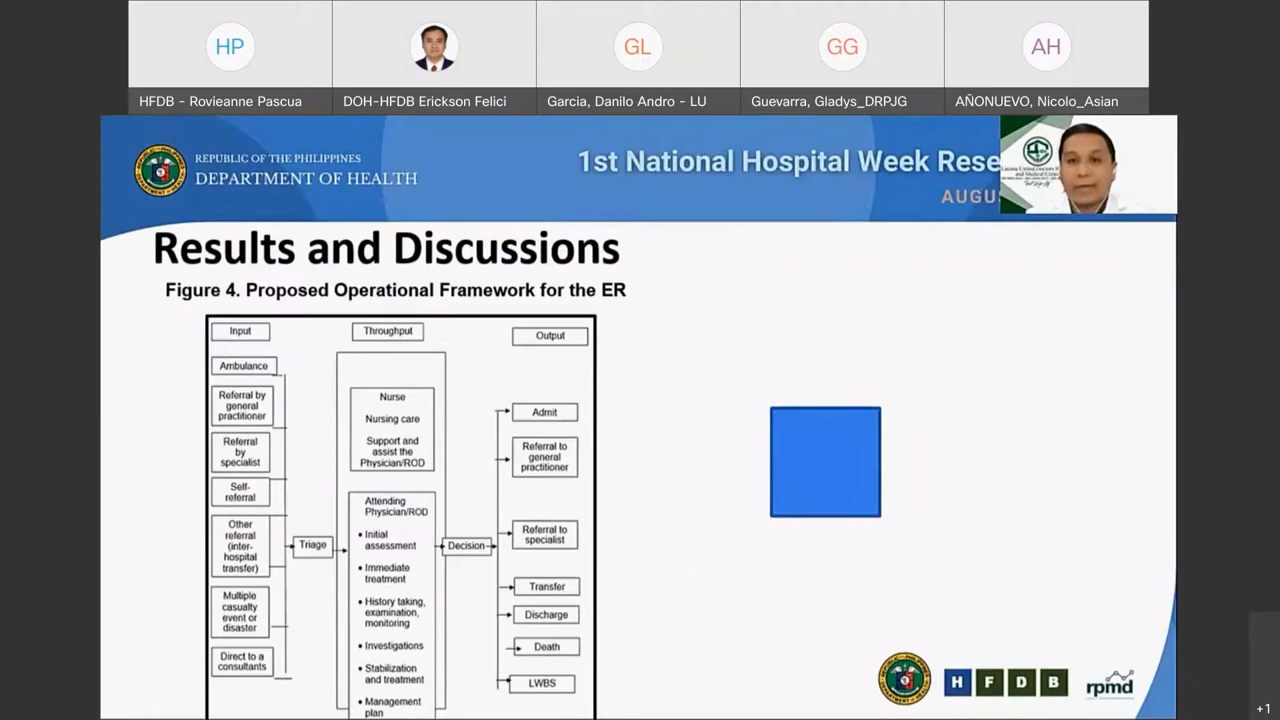 HP
GL
GG
AH
HFDB - Rovieanne Pascua
DOH-HFDB Erickson Felici
Garcia, Danilo Andro - LU
Guevarra, Gladys_DRPJG
AÑONUEVO, Nicolo_Asian
REPUBLIC OF THE PHILIPPINES
DEPARTMENT OF HEALTH
1st National Hospital Week Rese
AUGU
Results and Discussions
Figure 4. Proposed Operational Framework for the ER
Input
Ambulance
Referral by
general
practitioner
Referral
by
specialist
Self-
referral
Other
referral
(inter-
hospital
transfer)
Multiple
casualty
event or
disaster
Direct to a
consultants
Triage
Throughput
Nurse
Nursing care
Support and
assist the
Physician/ROD
Attending
Physician/ROD
• Initial
assessment
• Immediate
treatment
• History taking,
examination,
monitoring
• Investigations
• Stabilization
and treatment
• Management
plan
Decision
Output
Admit
Referral to
general
practitioner
Referral to
specialist
Transfer
Discharge
Death
LWBS
H F D B
rpmd
+1